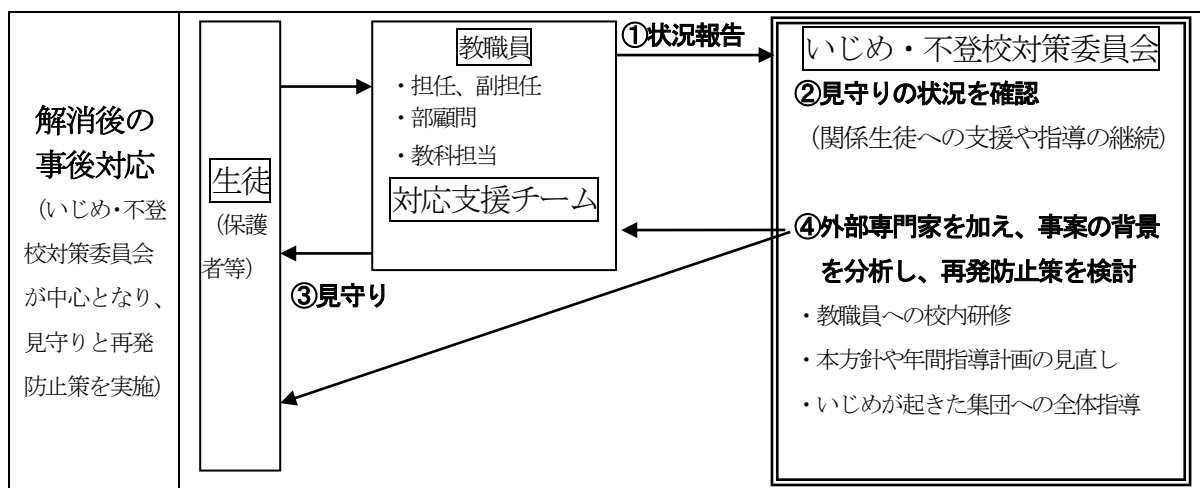 解消後の
事後対応
(いじめ・不登
校対策委員会
が中心となり、
見守りと再発
防止策を実施)
生徒
(保護
者等)
教職員
・担任、副担任
・部顧問
・教科担当
対応支援チーム
③見守り
①状況報告
いじめ・不登校対策委員会
②見守りの状況を確認
(関係生徒への支援や指導の継続)
④外部専門家を加え、事案の背景
を分析し、再発防止策を検討
・教職員への校内研修
・本方針や年間指導計画の見直し
・いじめが起きた集団への全体指導